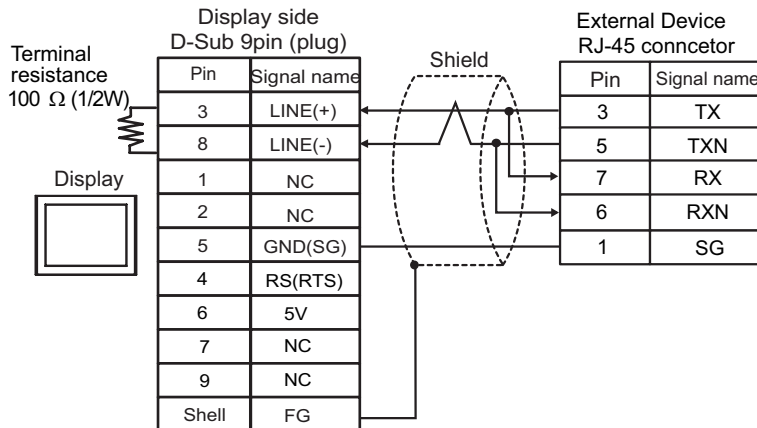 Display side
D-Sub 9pin (plug)
External Device
RJ-45 conncetor
Terminal
resistance
100 Ω (1/2W)
Shield
Display
Pin Signal name
3 LINE(+)
8 LINE(-)
1 NC
2 NC
5 GND(SG)
4 RS(RTS)
6 5V
7 NC
9 NC
Shell FG
Pin Signal name
3 TX
5 TXN
7 RX
6 RXN
1 SG